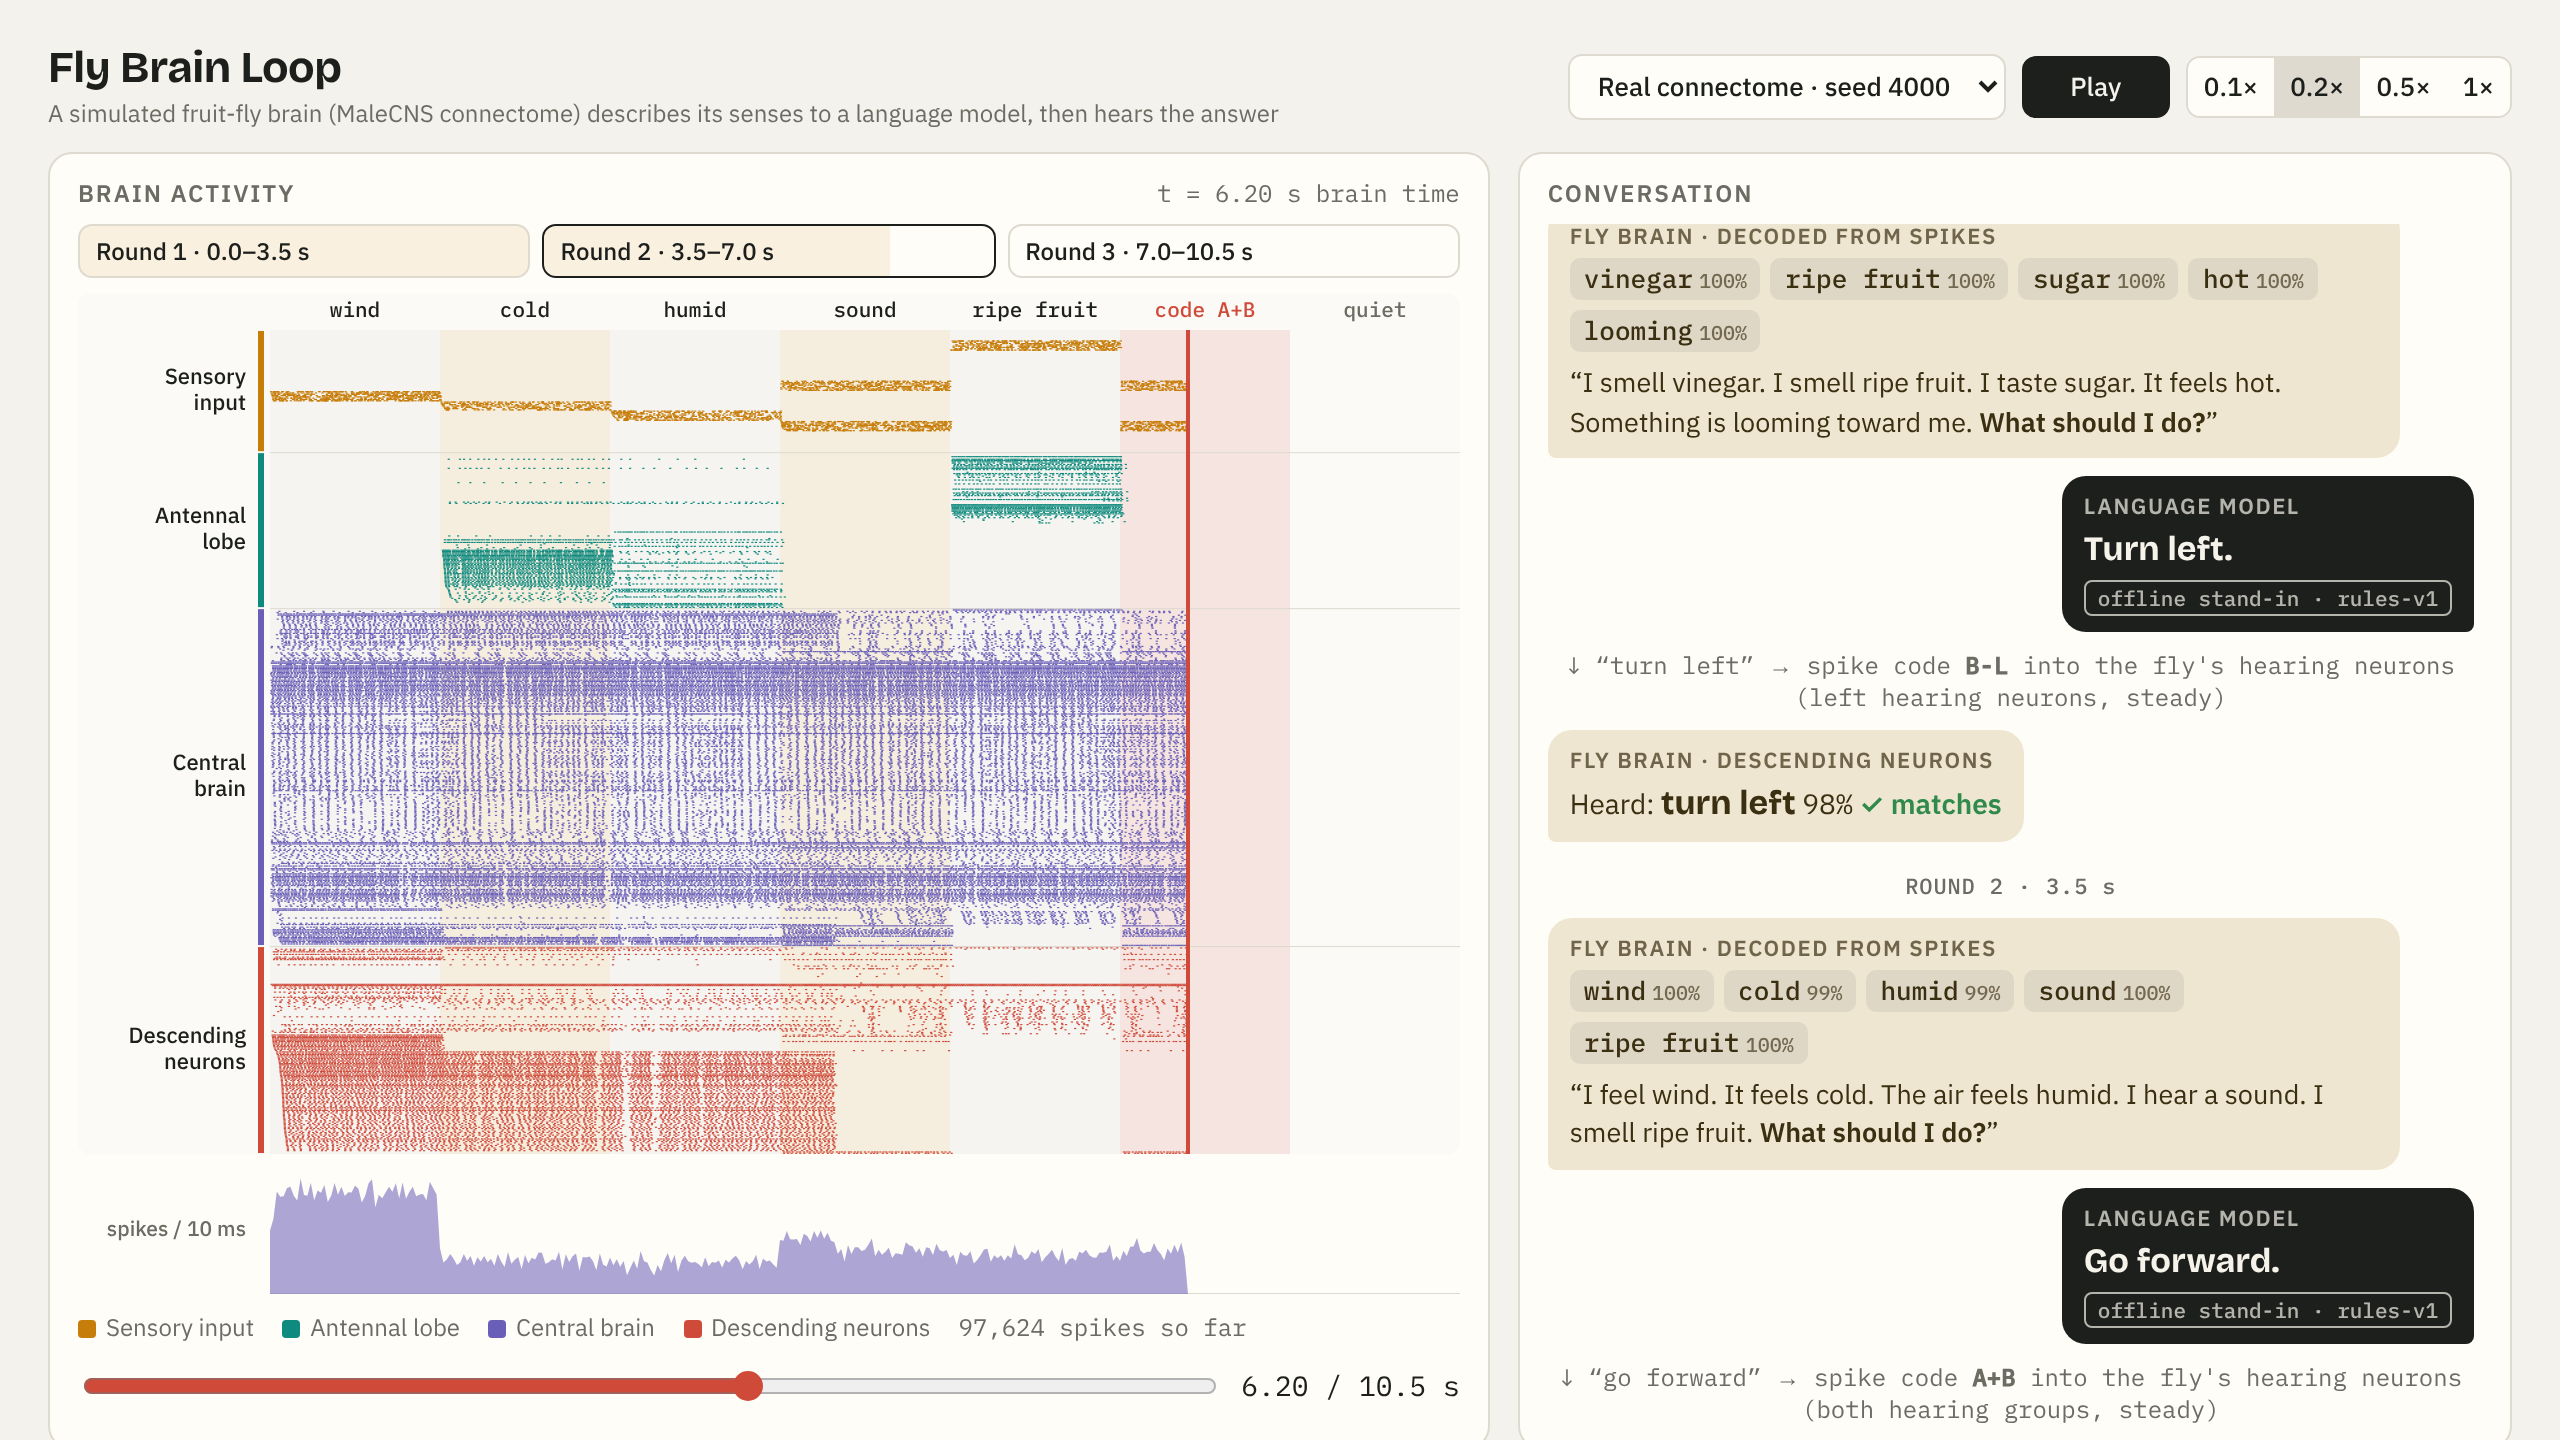 Fly Brain Loop
A simulated fruit-fly brain (MaleCNS connectome) describes its senses to a language model, then hears the answer
Real connectome · seed 4000
Play
0.1×
0.2×
0.5×
1×
BRAIN ACTIVITY
t = 6.20 s brain time
Round 1 · 0.0–3.5 s
Round 2 · 3.5–7.0 s
Round 3 · 7.0–10.5 s
wind
cold
humid
sound
ripe fruit
code A+B
quiet
Sensory
input
Antennal
lobe
Central
brain
Descending
neurons
spikes / 10 ms
Sensory input
Antennal lobe
Central brain
Descending neurons
97,624 spikes so far
6.20 / 10.5 s
CONVERSATION
FLY BRAIN · DECODED FROM SPIKES
vinegar 100%
ripe fruit 100%
sugar 100%
hot 100%
looming 100%
“I smell vinegar. I smell ripe fruit. I taste sugar. It feels hot.
Something is looming toward me. What should I do?”
LANGUAGE MODEL
Turn left.
offline stand-in · rules-v1
↓ “turn left” → spike code B-L into the fly's hearing neurons
(left hearing neurons, steady)
FLY BRAIN · DESCENDING NEURONS
Heard: turn left 98% ✓ matches
ROUND 2 · 3.5 s
FLY BRAIN · DECODED FROM SPIKES
wind 100%
cold 99%
humid 99%
sound 100%
ripe fruit 100%
“I feel wind. It feels cold. The air feels humid. I hear a sound. I
smell ripe fruit. What should I do?”
LANGUAGE MODEL
Go forward.
offline stand-in · rules-v1
↓ “go forward” → spike code A+B into the fly's hearing neurons
(both hearing groups, steady)